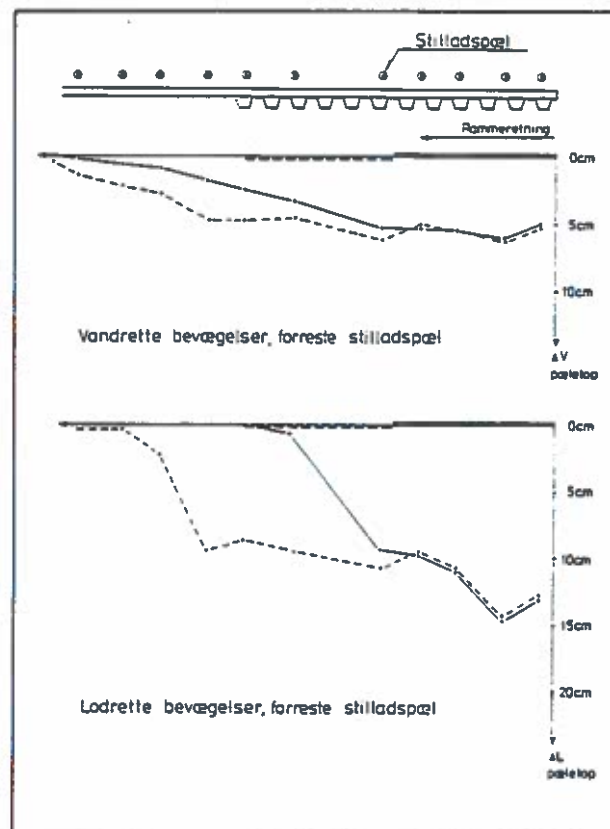 Stilladspæl
Rammeretning
0cm
5cm
10cm
Vandrette bevægelser, forreste stilladspæl
ΔV
pæletop
0cm
5cm
10cm
15cm
20cm
Lodrette bevægelser, forreste stilladspæl
ΔL
pæletop